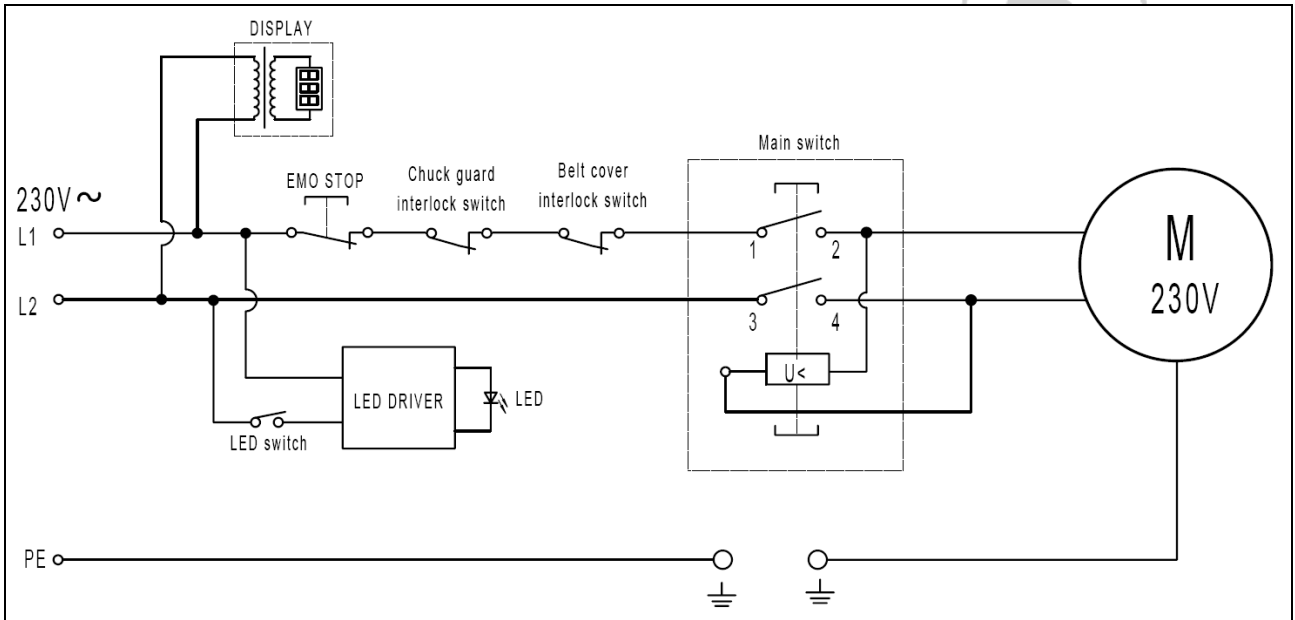 DISPLAY
230V ~
L1
EMO STOP
Chuck guard
interlock switch
Belt cover
interlock switch
Main switch
1
2
M
230V
L2
3
4
U<
LED DRIVER
LED
LED switch
PE